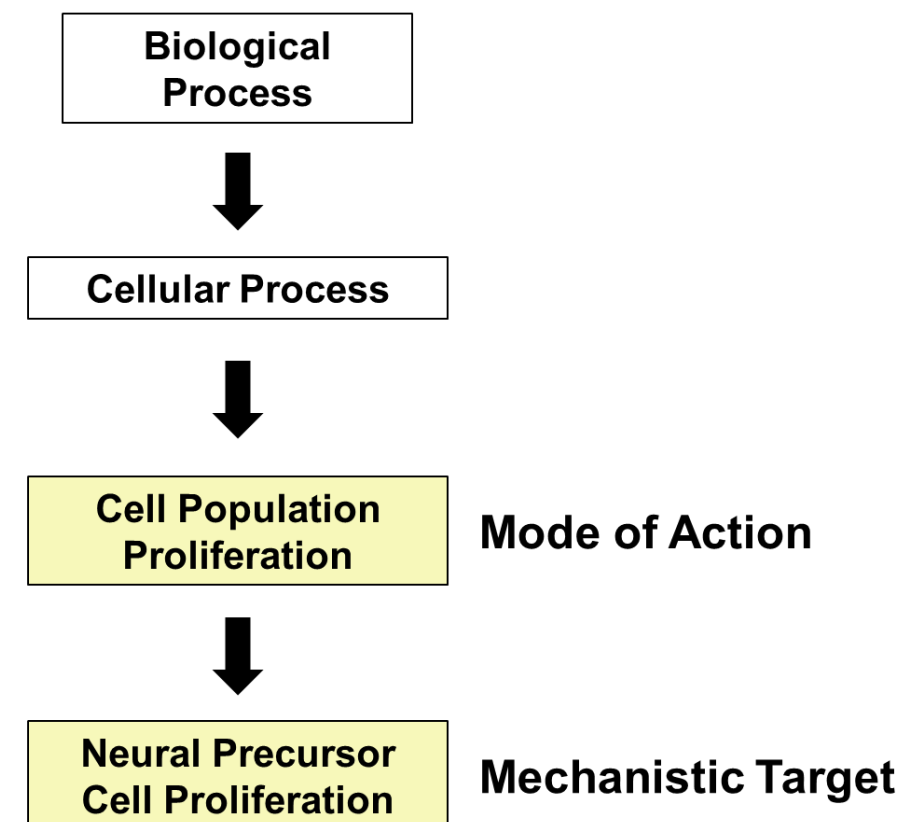 Biological
Process
Cellular Process
Cell Population
Proliferation
Mode of Action
Neural Precursor
Cell Proliferation
Mechanistic Target